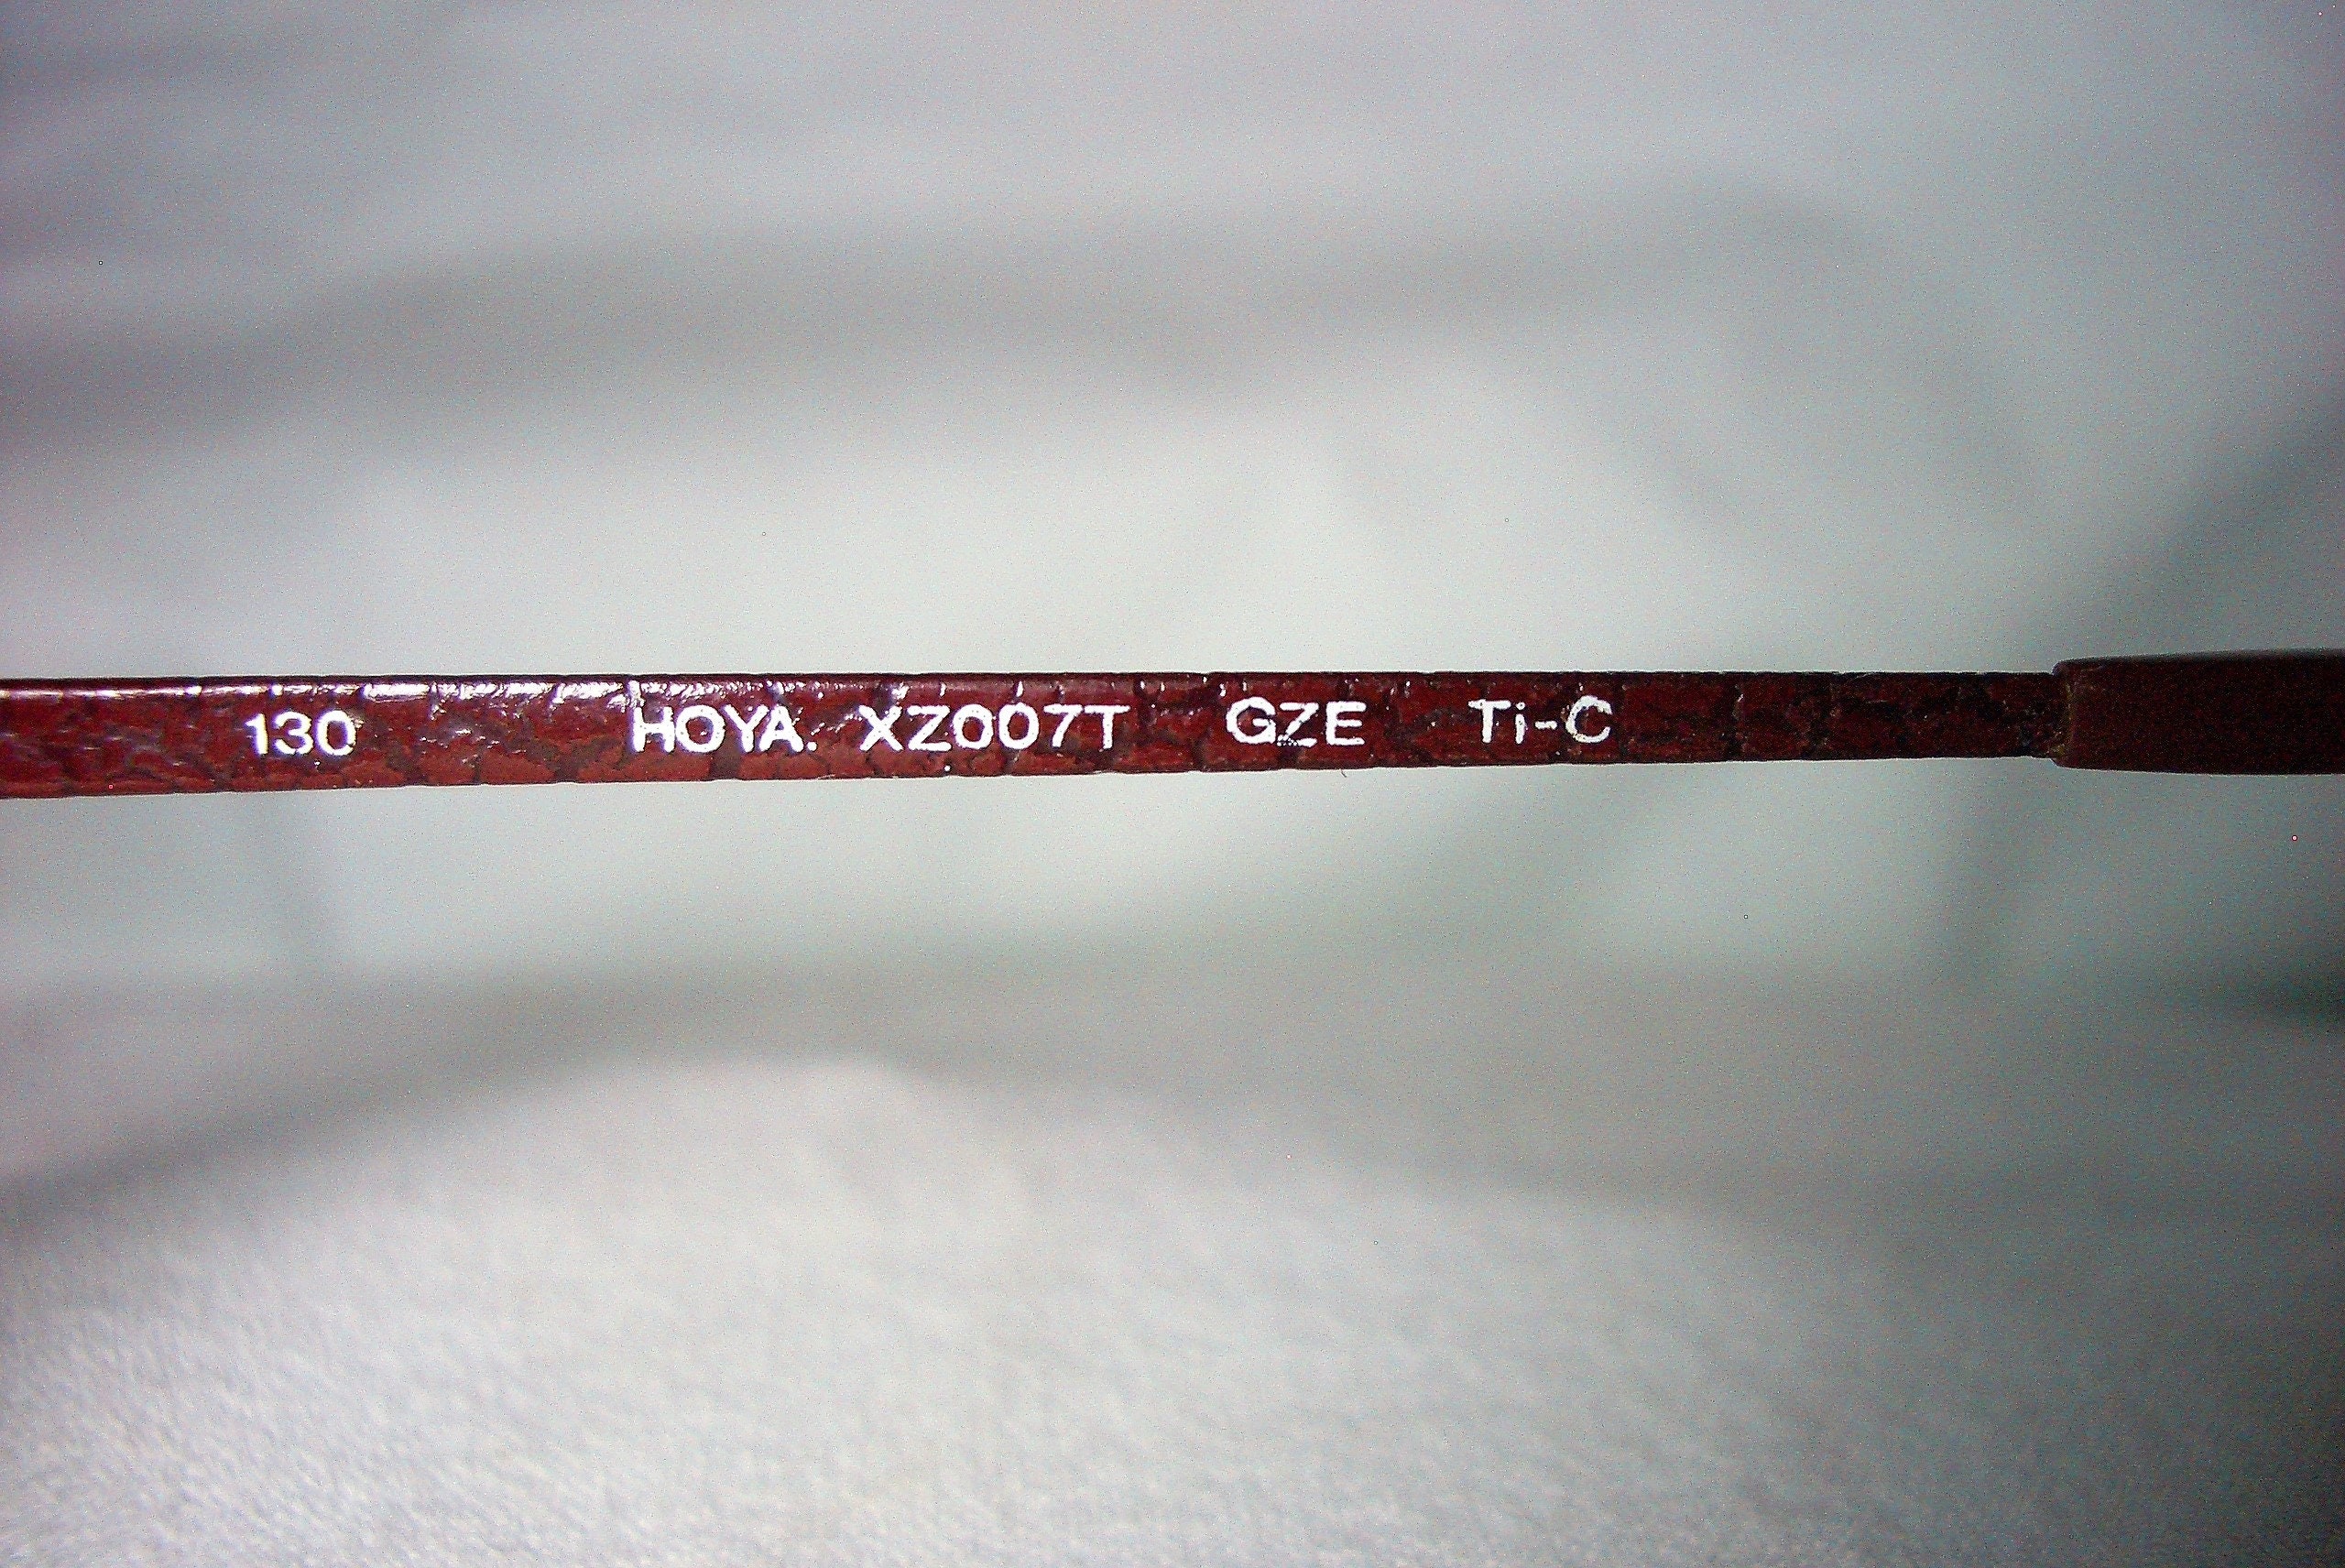 130 HOYA. XZ007T GZE Ti-C